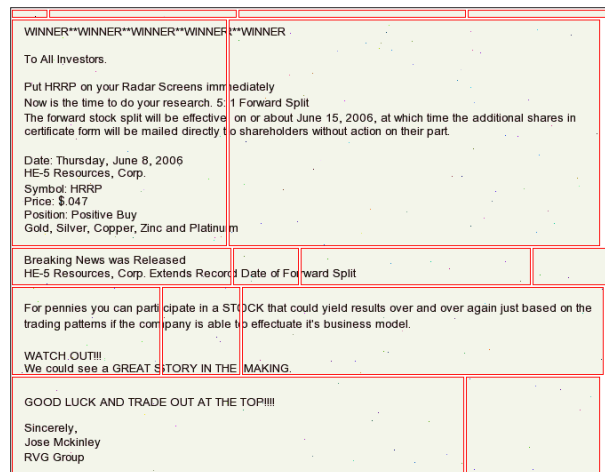 WINNER**WINNER**WINNER**WINNER**WINNER
To All Investors.
Put HRRP on your Radar Screens immediately
Now is the time to do your research. 5:1 Forward Split
The forward stock split will be effective on or about June 15, 2006, at which time the additional shares in
certificate form will be mailed directly to shareholders without action on their part.
Date: Thursday, June 8, 2006
HE-5 Resources, Corp.
Symbol: HRRP
Price: $.047
Position: Positive Buy
Gold, Silver, Copper, Zinc and Platinum
Breaking News was Released
HE-5 Resources, Corp. Extends Record Date of Forward Split
For pennies you can participate in a STOCK that could yield results over and over again just based on the
trading patterns if the company is able to effectuate it's business model.
WATCH OUT!!!
We could see a GREAT STORY IN THE MAKING.
GOOD LUCK AND TRADE OUT AT THE TOP!!!!
Sincerely,
Jose Mckinley
RVG Group